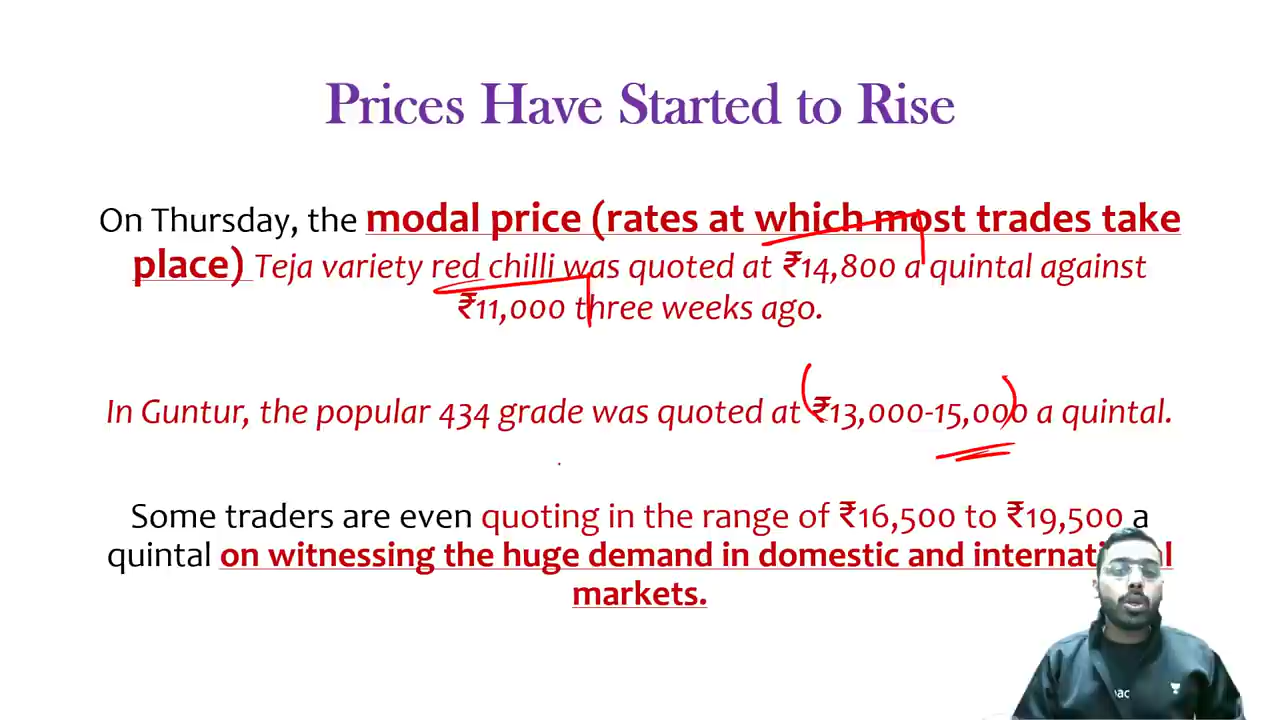 Prices Have Started to Rise
On Thursday, the modal price (rates at which most trades take
place) Teja variety red chilli was quoted at ₹14,800 a quintal against
₹11,000 three weeks ago.
In Guntur, the popular 434 grade was quoted at ₹13,000-15,000 a quintal.
Some traders are even quoting in the range of ₹16,500 to ₹19,500 a
quintal on witnessing the huge demand in domestic and
markets.